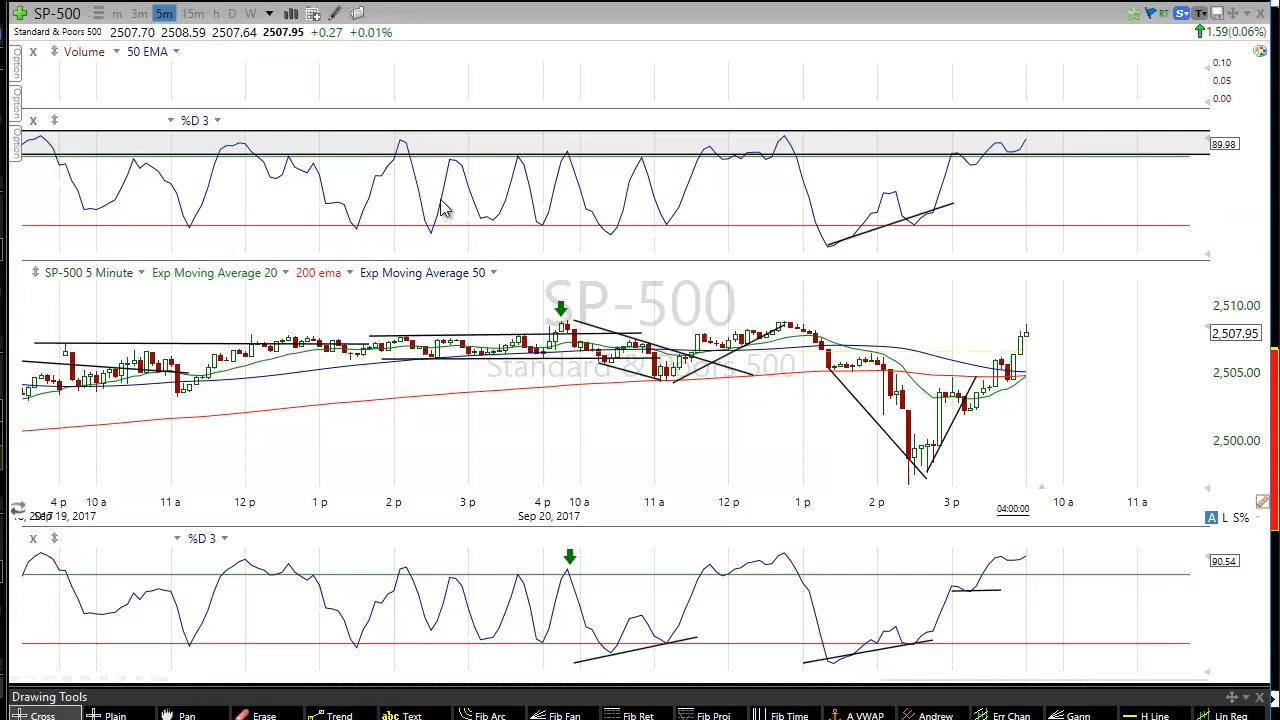 SP-500 m 3m 5m 15m h D W RT S T
Standard & Poors 500 2507.70 2508.59 2507.64 2507.95 +0.27 +0.01% 1.59(0.06%)
X Volume 50 EMA
Option
Option
Option
0.10
0.05
0.00
X %D 3
89.98
SP-500 5 Minute Exp Moving Average 20 200 ema Exp Moving Average 50
SP-500
Standard & Poors 500
2,510.00
2,507.95
2,505.00
2,500.00
4 p 10 a 11 a 12 p 1 p 2 p 3 p 4 p 10 a 11 a 12 p 1 p 2 p 3 p 10 a 11 a
Sep 19, 2017 Sep 20, 2017 04:00:00 A L S%
X %D 3
90.54
Drawing Tools
Cross Plain Pan Erase Trend abc Text Fib Arc Fib Fan Fib Ret Fib Proj Fib Time A VWAP Andrew Err Chan Gann H Line Lin Reg